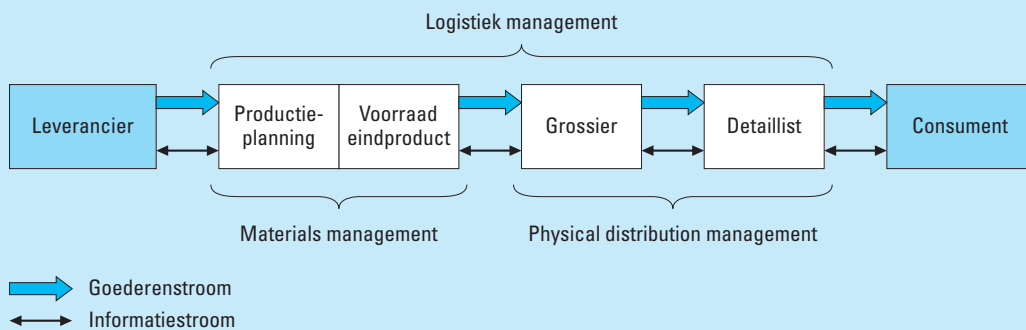 Logistiek management
Leverancier
Productie-
planning
Voorraad
eindproduct
Grossier
Detaillist
Consument
Materials management
Physical distribution management
Goederenstroom
Informatiestroom